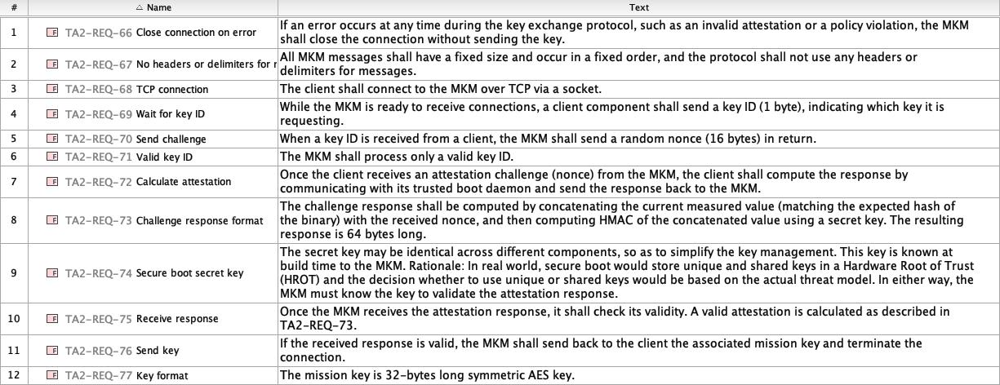 # △ Name Text
1 F TA2-REQ-66 Close connection on error If an error occurs at any time during the key exchange protocol, such as an invalid attestation or a policy violation, the MKM
shall close the connection without sending the key.
2 F TA2-REQ-67 No headers or delimiters for r All MKM messages shall have a fixed size and occur in a fixed order, and the protocol shall not use any headers or
delimiters for messages.
3 F TA2-REQ-68 TCP connection The client shall connect to the MKM over TCP via a socket.
4 F TA2-REQ-69 Wait for key ID While the MKM is ready to receive connections, a client component shall send a key ID (1 byte), indicating which key it is
requesting.
5 F TA2-REQ-70 Send challenge When a key ID is received from a client, the MKM shall send a random nonce (16 bytes) in return.
6 F TA2-REQ-71 Valid key ID The MKM shall process only a valid key ID.
7 F TA2-REQ-72 Calculate attestation Once the client receives an attestation challenge (nonce) from the MKM, the client shall compute the response by
communicating with its trusted boot daemon and send the response back to the MKM.
8 F TA2-REQ-73 Challenge response format The challenge response shall be computed by concatenating the current measured value (matching the expected hash of
the binary) with the received nonce, and then computing HMAC of the concatenated value using a secret key. The resulting
response is 64 bytes long.
9 F TA2-REQ-74 Secure boot secret key The secret key may be identical across different components, so as to simplify the key management. This key is known at
build time to the MKM. Rationale: In real world, secure boot would store unique and shared keys in a Hardware Root of Trust
(HROT) and the decision whether to use unique or shared keys would be based on the actual threat model. In either way, the
MKM must know the key to validate the attestation response.
10 F TA2-REQ-75 Receive response Once the MKM receives the attestation response, it shall check its validity. A valid attestation is calculated as described in
TA2-REQ-73.
11 F TA2-REQ-76 Send key If the received response is valid, the MKM shall send back to the client the associated mission key and terminate the
connection.
12 F TA2-REQ-77 Key format The mission key is 32-bytes long symmetric AES key.